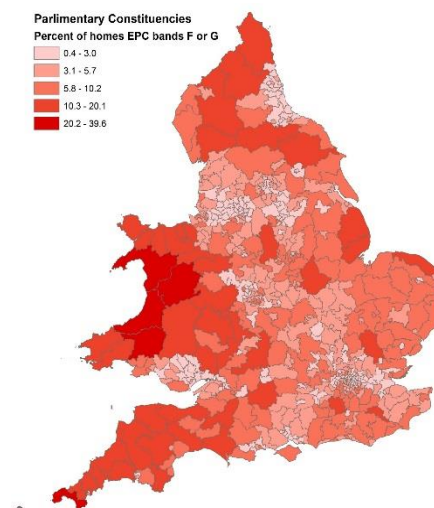 Parlimentary Constituencies
Percent of homes EPC bands F or G
0.4 - 3.0
3.1 - 5.7
5.8 - 10.2
10.3 - 20.1
20.2 - 39.6